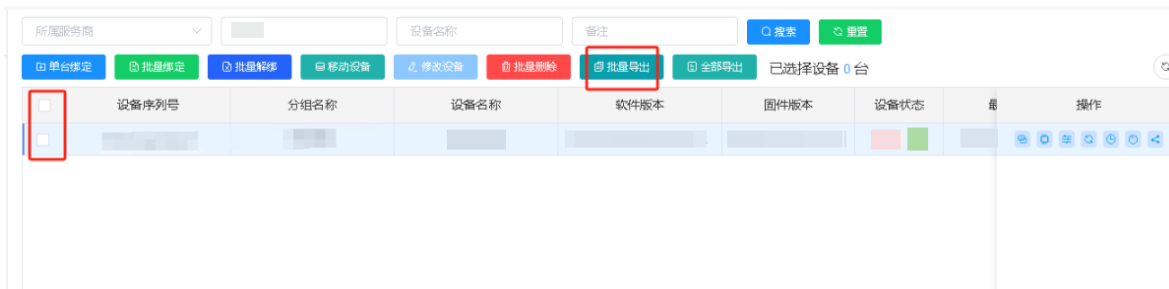 所属服务商 设备名称 备注 搜索 重置
单台绑定 批量绑定 批量解绑 移动设备 修改设备 批量删除 批量导出 全部导出 已选择设备 0 台
设备序列号 分组名称 设备名称 软件版本 固件版本 设备状态 操作